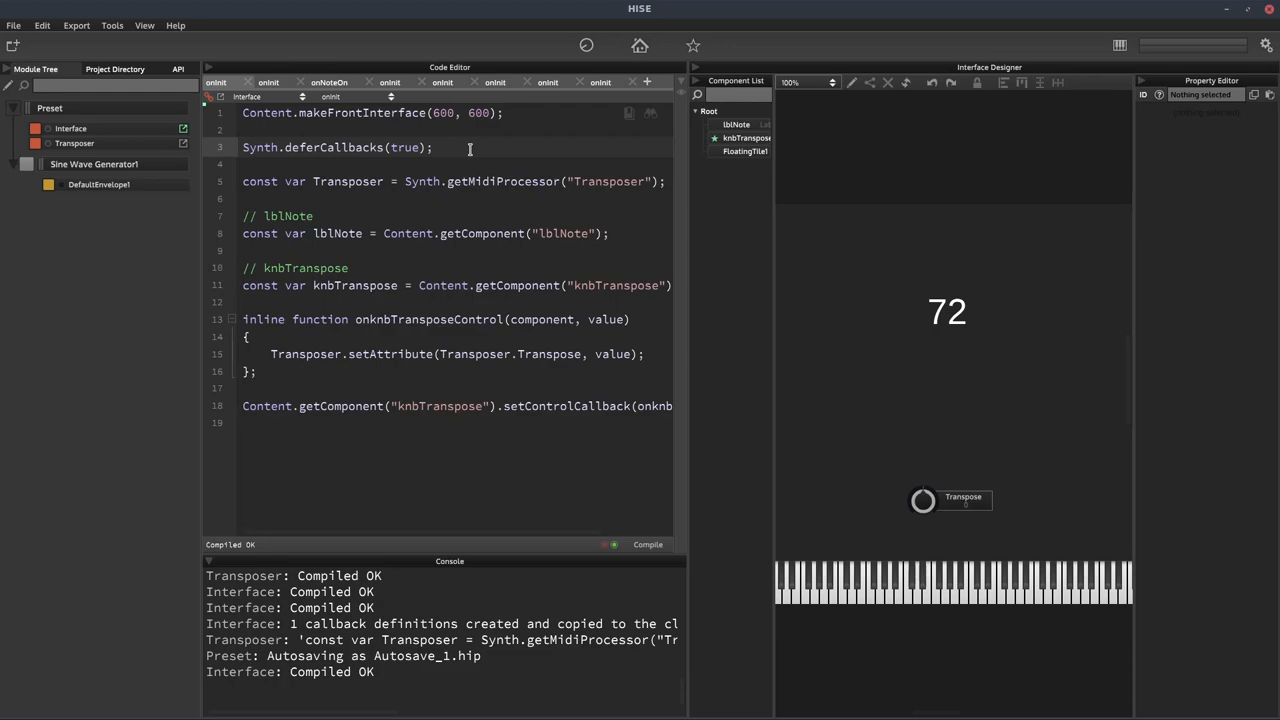 HISE
File Edit Export Tools View Help
Module Tree Project Directory API
Preset
Interface
Transposer
Sine Wave Generator1
DefaultEnvelope1
Code Editor
onInit onInit onNoteOn onInit onInit onInit onInit onInit
Interface onInit
1 Content.makeFrontInterface(600, 600);
2
3 Synth.deferCallbacks(true);
4
5 const var Transposer = Synth.getMidiProcessor("Transposer");
6
7 // lblNote
8 const var lblNote = Content.getComponent("lblNote");
9
10 // knbTranspose
11 const var knbTranspose = Content.getComponent("knbTranspose")
12
13 inline function onknbTransposeControl(component, value)
14 {
15 Transposer.setAttribute(Transposer.Transpose, value);
16 };
17
18 Content.getComponent("knbTranspose").setControlCallback(onknb
19
Compiled OK Compile
Console
Transposer: Compiled OK
Interface: Compiled OK
Interface: Compiled OK
Interface: 1 callback definitions created and copied to the cl
Transposer: 'const var Transposer = Synth.getMidiProcessor("Tr
Preset: Autosaving as Autosave_1.hip
Interface: Compiled OK
Interface Designer
Component List
Root
lblNote Lab
knbTranspose
FloatingTile1
100%
72
Transpose
0
Property Editor
ID Nothing selected
Nothing selected